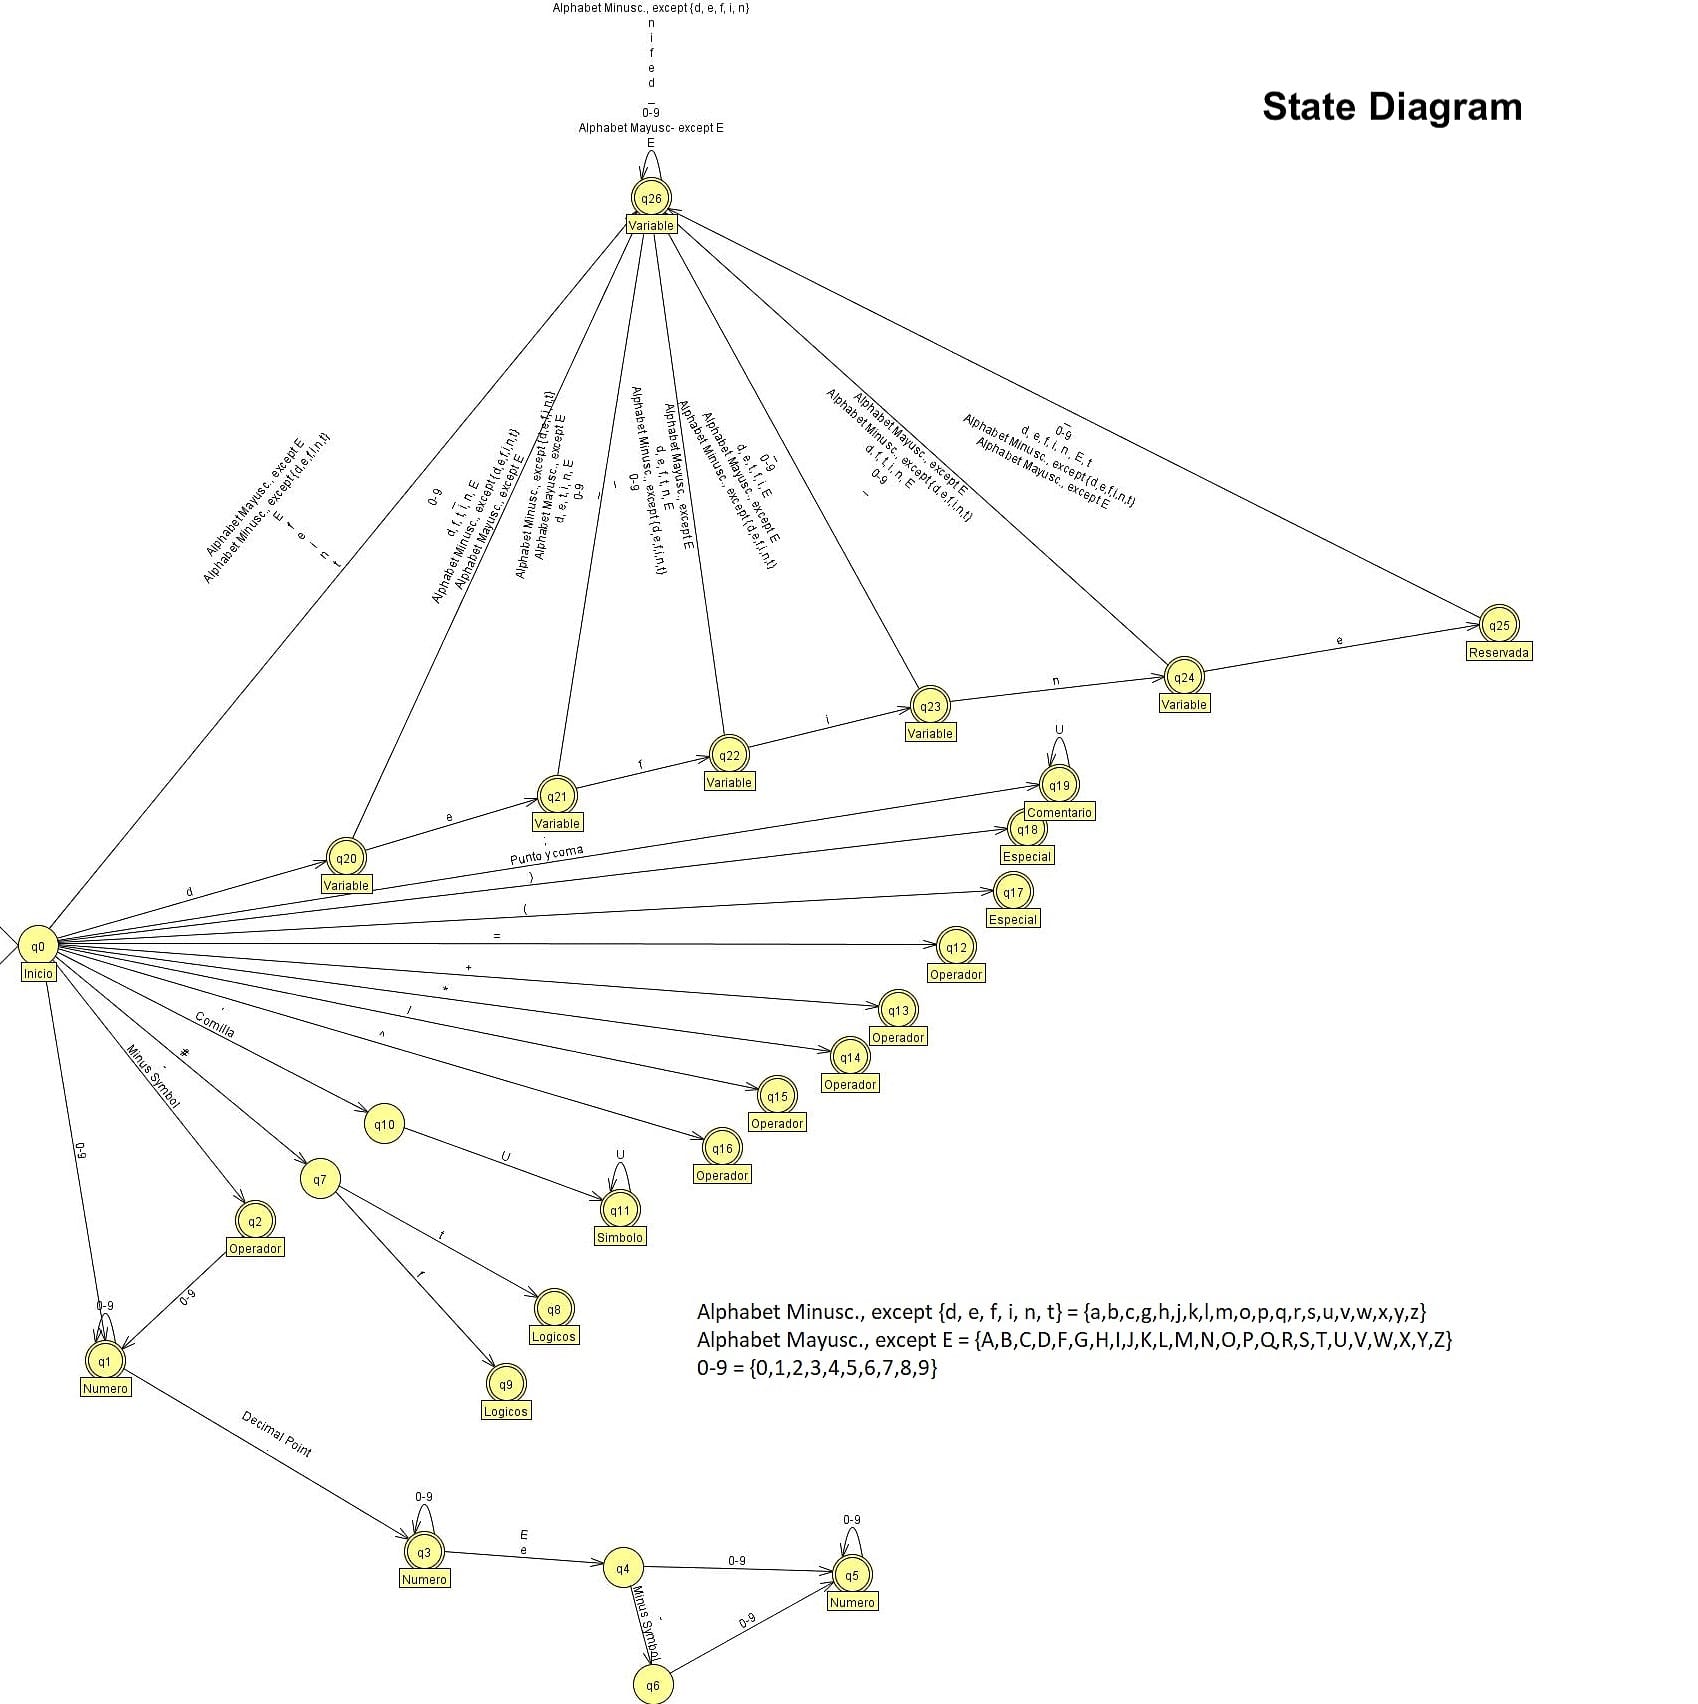 Alphabet Minusc., except {d, e, f, i, n}
n
i
f
e
d
_
0-9
Alphabet Mayusc- except E
E
State Diagram
q26
Variable
Alphabet Mayusc., except E
Alphabet Minusc., except {d,e,f,i,n,t}
E
f
e
i
n
t
0-9
_
d, f, t, i, n, E
Alphabet Minusc., except {d,e,f,i,n,t}
Alphabet Mayusc., except E
Alphabet Minusc., except {d,e,f,i,n,t}
Alphabet Mayusc., except E
d, e, t, i, n, E
0-9
_
_
0-9
Alphabet Minusc., except {d,e,f,i,n,t}
d, e, f, t, n, E
Alphabet Mayusc., except E
_
0-9
d, e, f, f, i, E
Alphabet Mayusc., except E
Alphabet Minusc., except {d,e,f,i,n,t}
Alphabet Mayusc., except E
Alphabet Minusc., except {d,e,f,i,n,t}
d, f, t, i, n, E
0-9
_
_
0-9
d, e, f, i, n, E, t
Alphabet Minusc., except {d,e,f,i,n,t}
Alphabet Mayusc., except E
q25
Reservada
e
q24
Variable
n
q23
Variable
i
q22
Variable
f
q21
Variable
e
q20
Variable
d
U
q19
Comentario
;
Punto y coma
q18
Especial
)
q17
Especial
(
q0
Inicio
=
q12
Operador
+
q13
Operador
*
q14
Operador
/
q15
Operador
^
q16
Operador
'
Comilla
q10
U
U
q11
Simbolo
#
q7
t
q8
Logicos
f
q9
Logicos
-
Minus Symbol
q2
Operador
0-9
0-9
0-9
q1
Numero
Alphabet Minusc., except {d, e, f, i, n, t} = {a,b,c,g,h,j,k,l,m,o,p,q,r,s,u,v,w,x,y,z}
Alphabet Mayusc., except E = {A,B,C,D,F,G,H,I,J,K,L,M,N,O,P,Q,R,S,T,U,V,W,X,Y,Z}
0-9 = {0,1,2,3,4,5,6,7,8,9}
Decimal Point
.
0-9
q3
Numero
E
e
q4
0-9
0-9
q5
Numero
-
Minus Symbol
0-9
q6